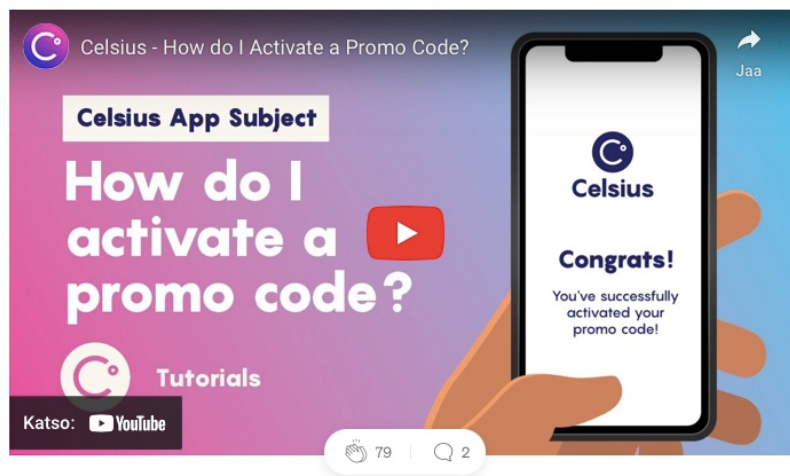 Celsius - How do I Activate a Promo Code?
Jaa
Celsius App Subject
How do I
activate a
promo code?
Tutorials
Celsius
Congrats!
You've successfully
activated your
promo code!
Katso: YouTube
79
2